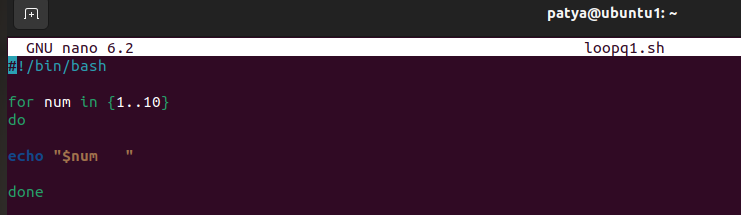 patya@ubuntu1: ~
GNU nano 6.2 loopq1.sh
#!/bin/bash
for num in {1..10}
do
echo "$num   "
done